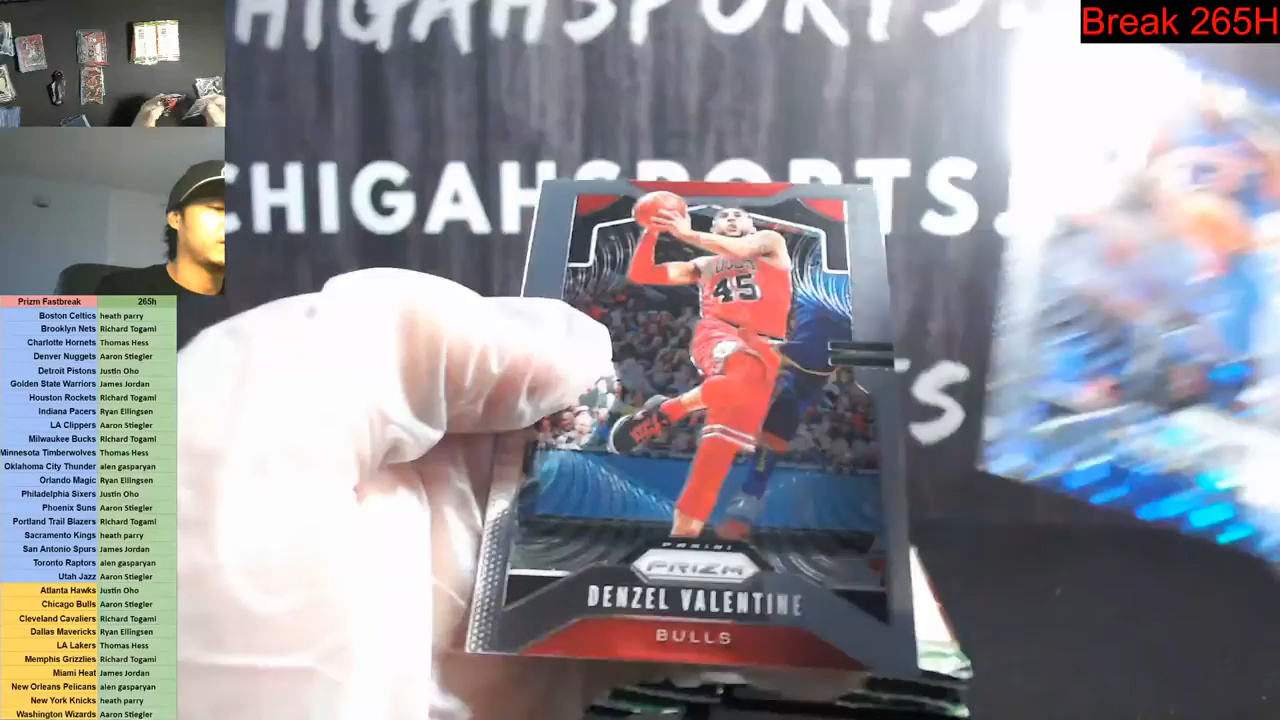 Break 265H
HIGAHSPORTS.
CHIGAHSPORTS.
TS
45
PANINI
PRIZM
DENZEL VALENTINE
BULLS
Prizm Fastbreak 265h
Boston Celtics heath parry
Brooklyn Nets Richard Togami
Charlotte Hornets Thomas Hess
Denver Nuggets Aaron Stiegler
Detroit Pistons Justin Oho
Golden State Warriors James Jordan
Houston Rockets Richard Togami
Indiana Pacers Ryan Ellingsen
LA Clippers Aaron Stiegler
Milwaukee Bucks Richard Togami
Minnesota Timberwolves Thomas Hess
Oklahoma City Thunder alen gasparyan
Orlando Magic Ryan Ellingsen
Philadelphia Sixers Justin Oho
Phoenix Suns Aaron Stiegler
Portland Trail Blazers Richard Togami
Sacramento Kings heath parry
San Antonio Spurs James Jordan
Toronto Raptors alen gasparyan
Utah Jazz Aaron Stiegler
Atlanta Hawks Justin Oho
Chicago Bulls Aaron Stiegler
Cleveland Cavaliers Richard Togami
Dallas Mavericks Ryan Ellingsen
LA Lakers Thomas Hess
Memphis Grizzlies Richard Togami
Miami Heat James Jordan
New Orleans Pelicans alen gasparyan
New York Knicks heath parry
Washington Wizards Aaron Stiegler